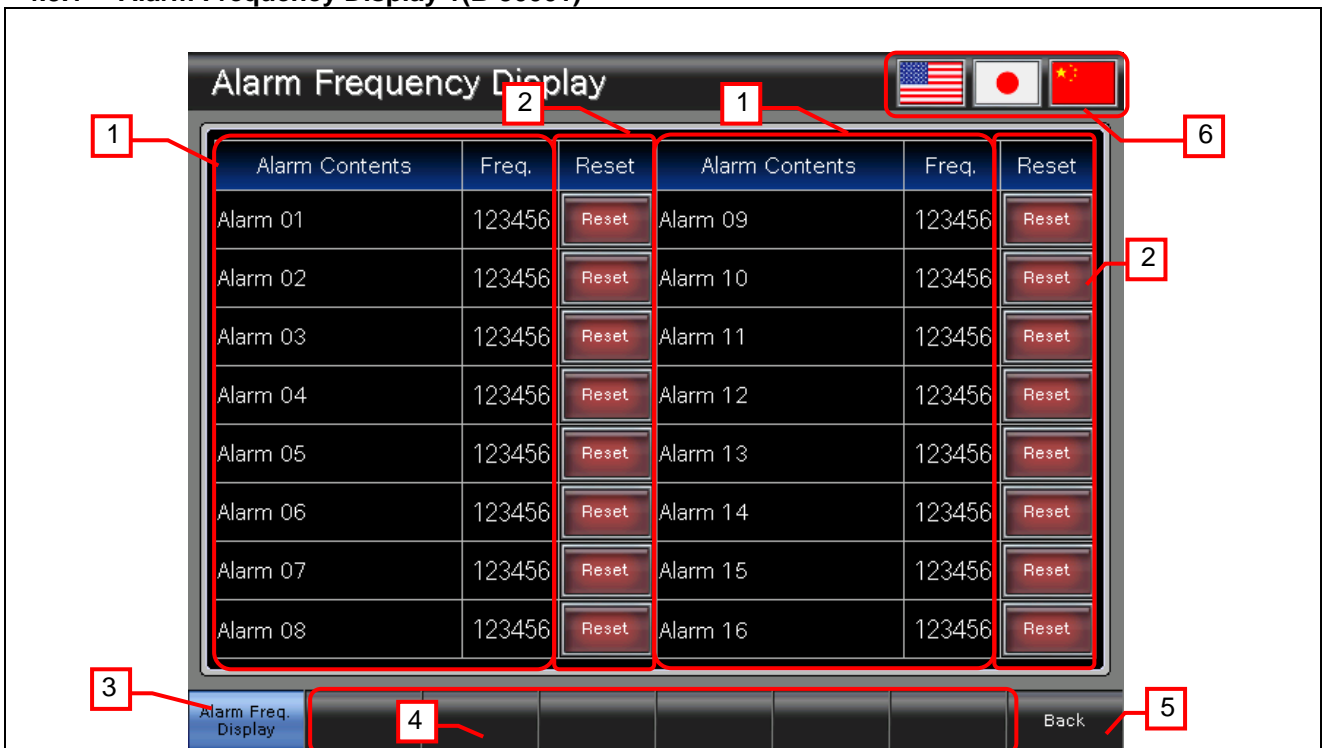 Alarm Frequency Display
2
1
1
6
Alarm Contents Freq. Reset Alarm Contents Freq. Reset
Alarm 01 123456 Reset Alarm 09 123456 Reset
2
Alarm 02 123456 Reset Alarm 10 123456 Reset
Alarm 03 123456 Reset Alarm 11 123456 Reset
Alarm 04 123456 Reset Alarm 12 123456 Reset
Alarm 05 123456 Reset Alarm 13 123456 Reset
Alarm 06 123456 Reset Alarm 14 123456 Reset
Alarm 07 123456 Reset Alarm 15 123456 Reset
Alarm 08 123456 Reset Alarm 16 123456 Reset
3
Alarm Freq.
Display
4
Back
5